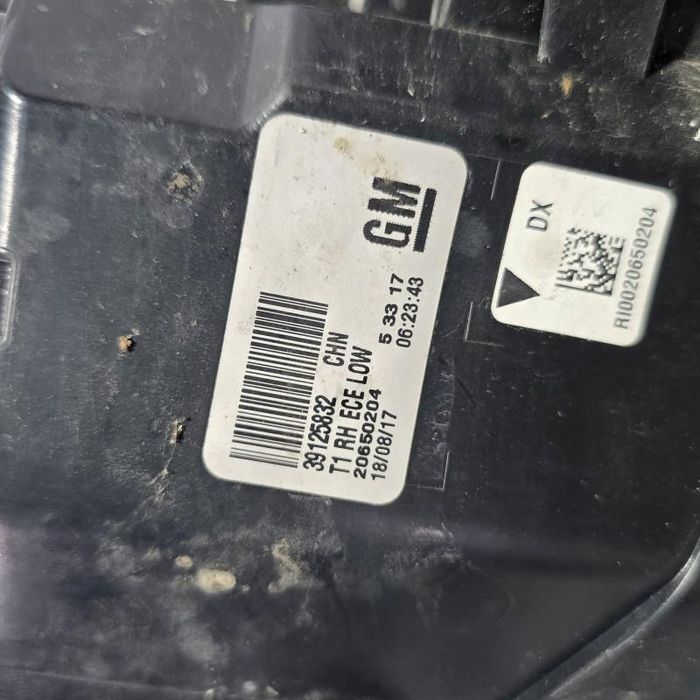 GM
39125832 CHN
T1 RH ECE LOW
20650204 5 33 17
18/08/17 06:23:43
DX
RI0020650204